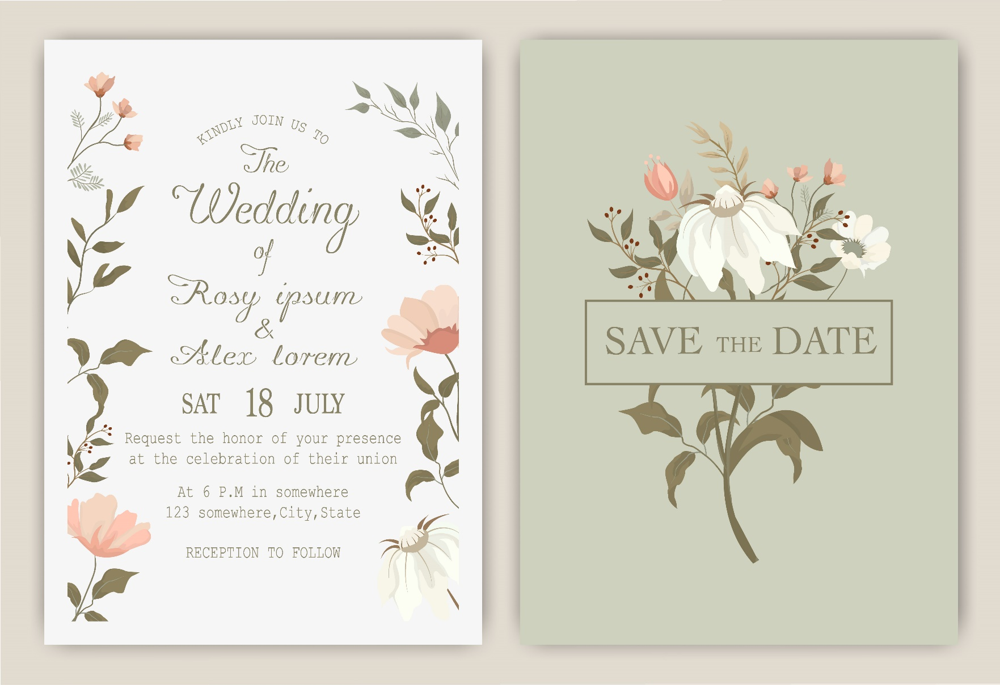 KINDLY JOIN US TO
The
Wedding
of
Rosy ipsum
&
Alex lorem
SAT 18 JULY
Request the honor of your presence
at the celebration of their union
At 6 P.M in somewhere
123 somewhere,City,State
RECEPTION TO FOLLOW
SAVE THE DATE